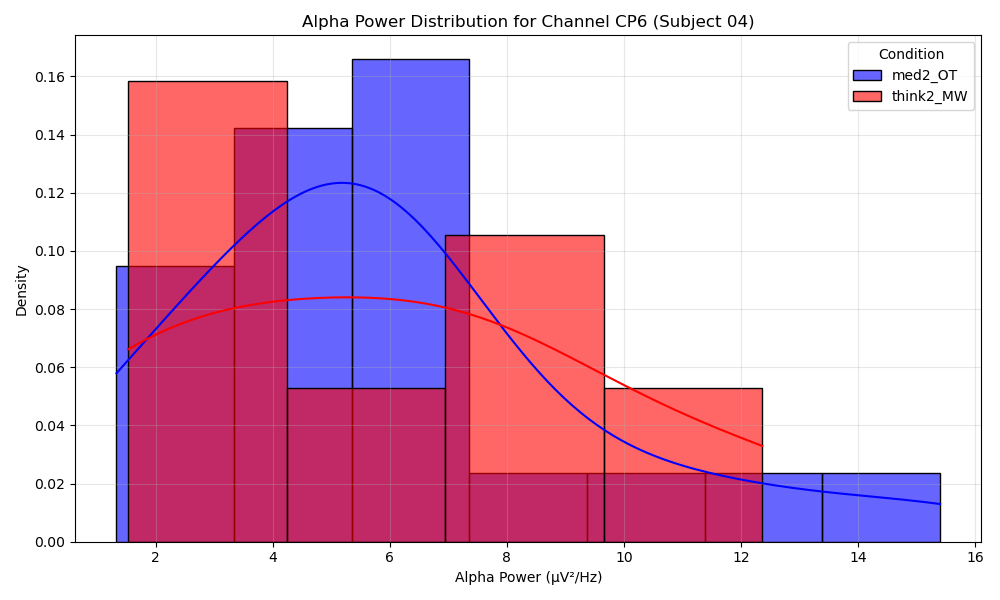 Alpha Power Distribution for Channel CP6 (Subject 04)
Condition
med2_OT
think2_MW
Density
0.16
0.14
0.12
0.10
0.08
0.06
0.04
0.02
0.00
2 4 6 8 10 12 14 16
Alpha Power (µV²/Hz)